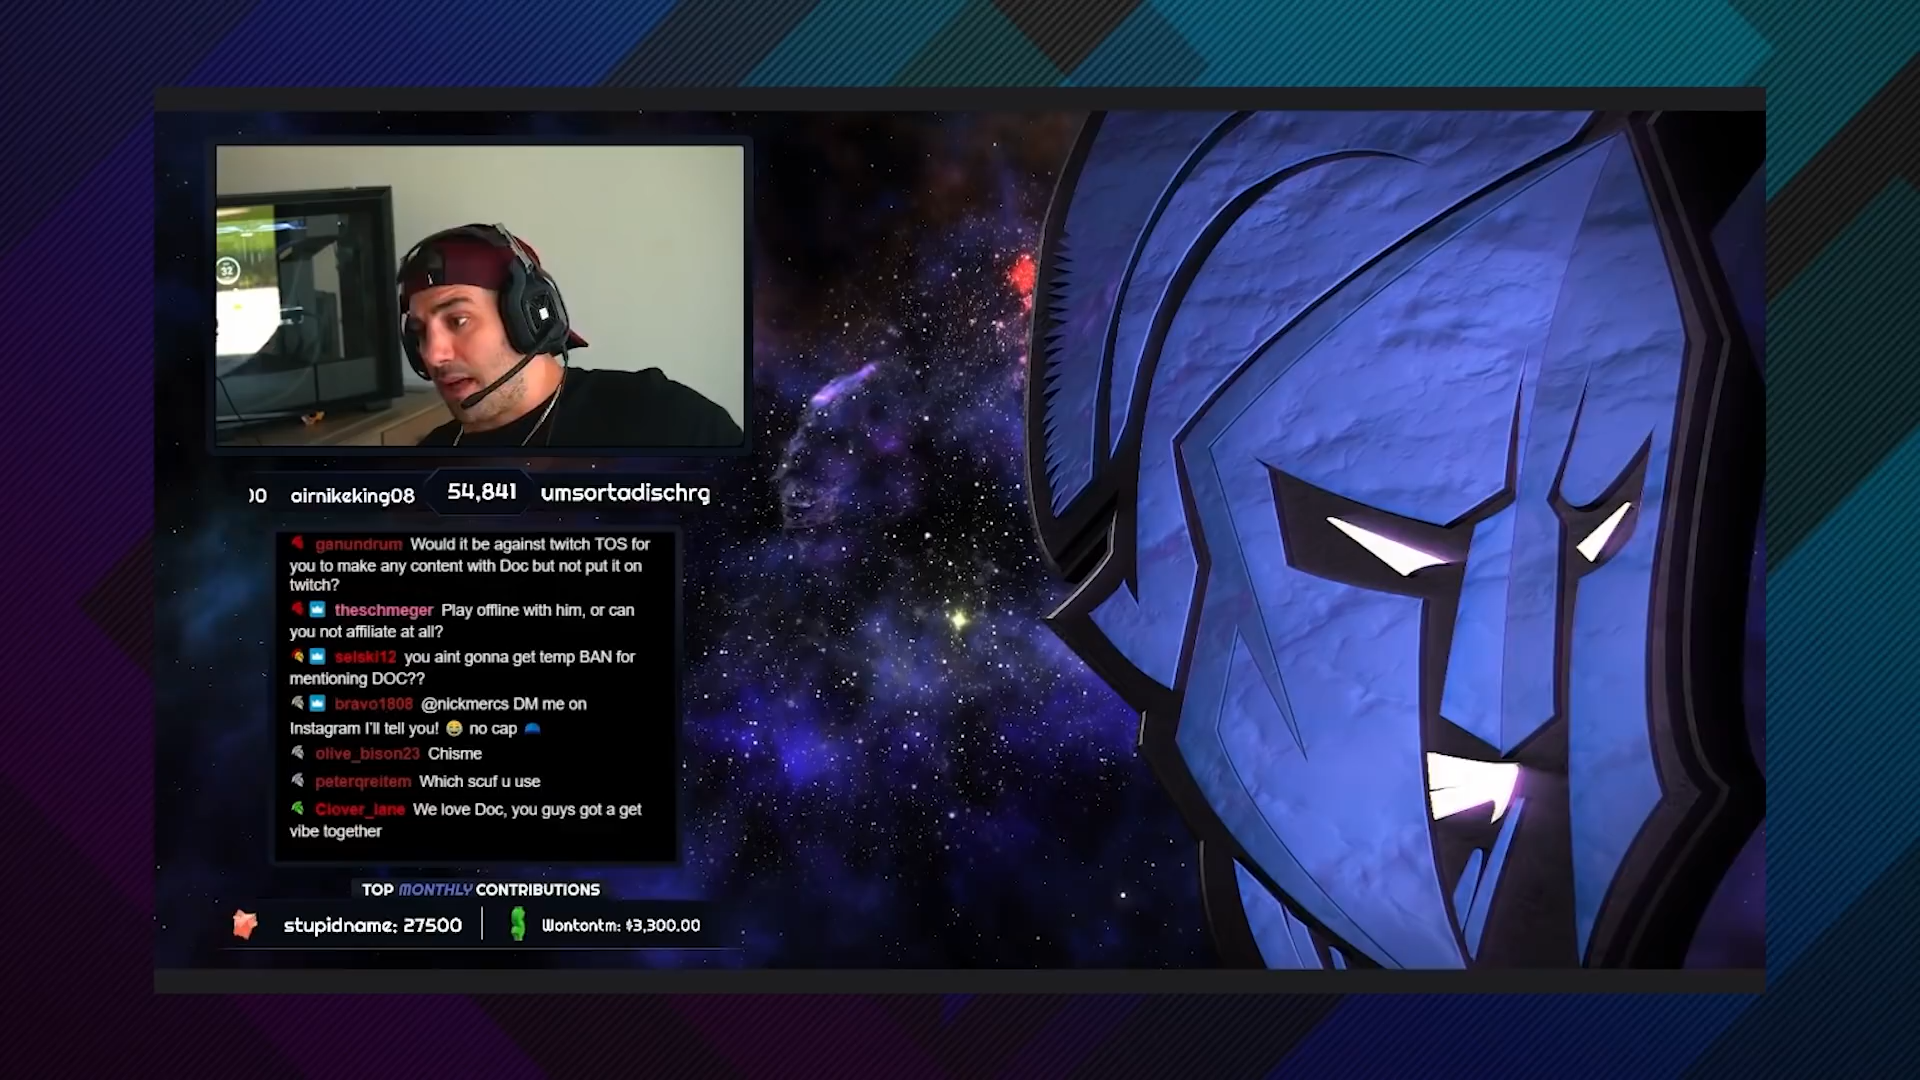 32
00 airnikeking08 54,841 umsortadischrg
ganundrum Would it be against twitch TOS for
you to make any content with Doc but not put it on
twitch?
theschmeger Play offline with him, or can
you not affiliate at all?
selski12 you aint gonna get temp BAN for
mentioning DOC??
bravo1808 @nickmercs DM me on
Instagram I'll tell you! 😂 no cap 🧢
olive_bison23 Chisme
peterqreitem Which scuf u use
Clover_lane We love Doc, you guys got a get
vibe together
TOP MONTHLY CONTRIBUTIONS
stupidname: 27500 Wontontm: $3,300.00